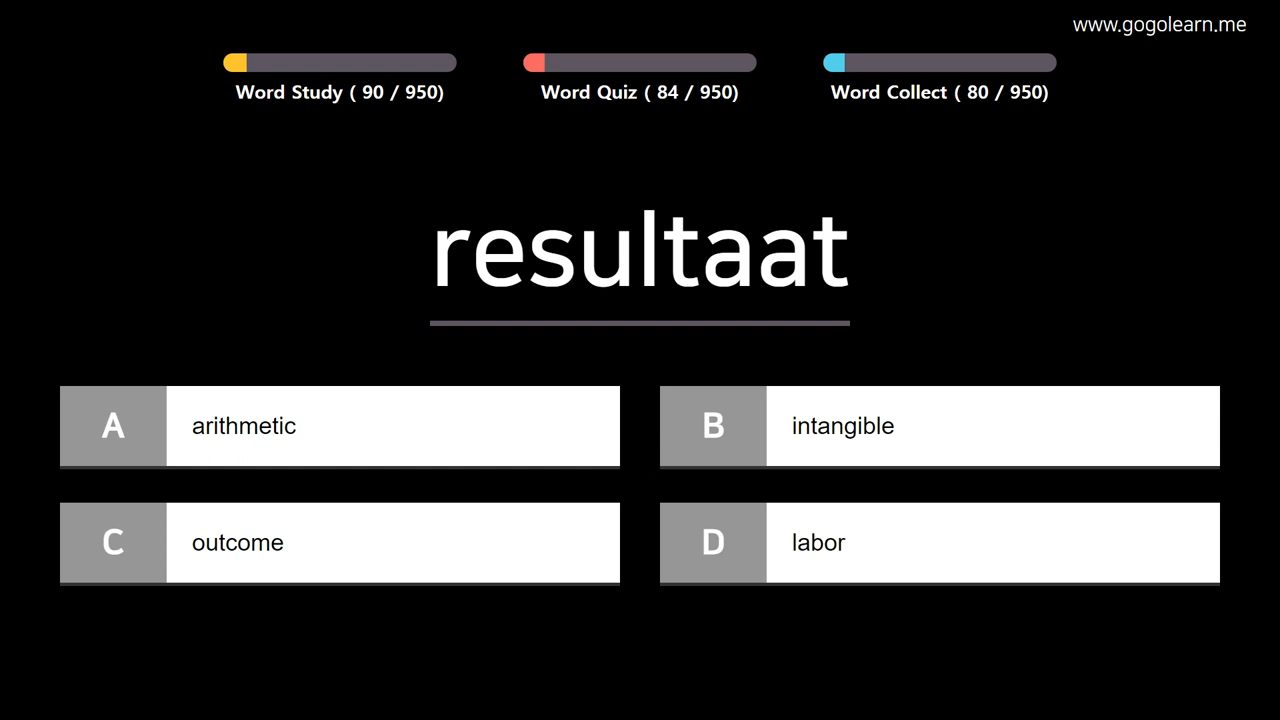 www.gogolearn.me
Word Study ( 90 / 950)
Word Quiz ( 84 / 950)
Word Collect ( 80 / 950)
resultaat
A arithmetic
B intangible
C outcome
D labor